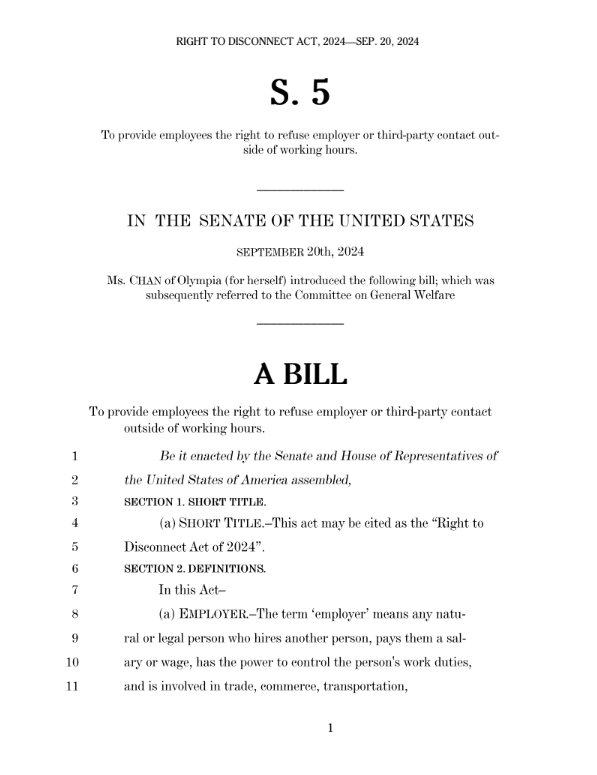 RIGHT TO DISCONNECT ACT, 2024—SEP. 20, 2024
S. 5
To provide employees the right to refuse employer or third-party contact out-
side of working hours.
IN THE SENATE OF THE UNITED STATES
SEPTEMBER 20th, 2024
Ms. CHAN of Olympia (for herself) introduced the following bill; which was
subsequently referred to the Committee on General Welfare
A BILL
To provide employees the right to refuse employer or third-party contact
outside of working hours.
1 Be it enacted by the Senate and House of Representatives of
2 the United States of America assembled,
3 SECTION 1. SHORT TITLE.
4 (a) SHORT TITLE.–This act may be cited as the “Right to
5 Disconnect Act of 2024”.
6 SECTION 2. DEFINITIONS.
7 In this Act–
8 (a) EMPLOYER.–The term ‘employer’ means any natu-
9 ral or legal person who hires another person, pays them a sal-
10 ary or wage, has the power to control the person's work duties,
11 and is involved in trade, commerce, transportation,
1